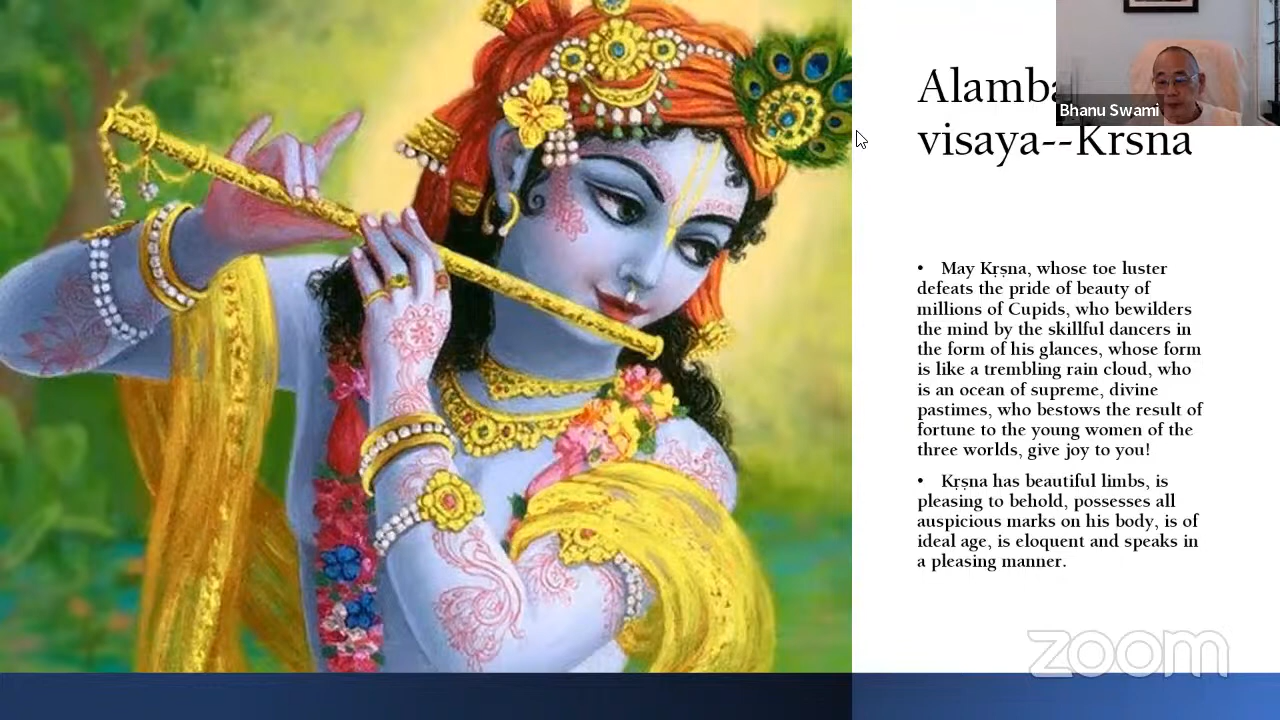 Alamba
visaya--Krsna
Bhanu Swami
• May Kṛṣna, whose toe luster
defeats the pride of beauty of
millions of Cupids, who bewilders
the mind by the skillful dancers in
the form of his glances, whose form
is like a trembling rain cloud, who
is an ocean of supreme, divine
pastimes, who bestows the result of
fortune to the young women of the
three worlds, give joy to you!
• Kṛṣna has beautiful limbs, is
pleasing to behold, possesses all
auspicious marks on his body, is of
ideal age, is eloquent and speaks in
a pleasing manner.
zoom